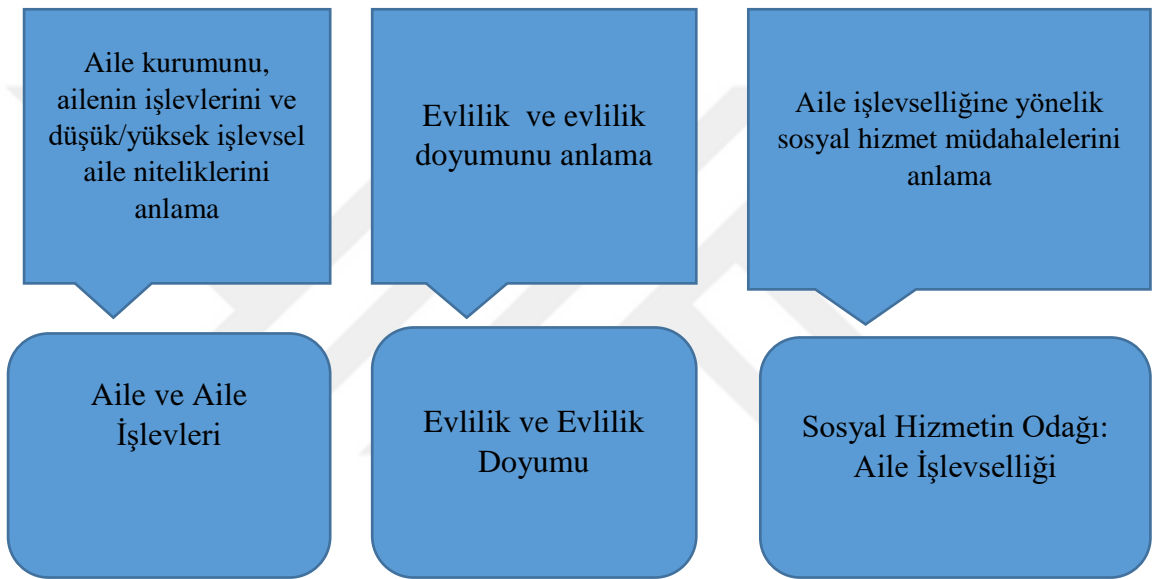 Aile kurumunu,
ailenin işlevlerini ve
düşük/yüksek işlevsel
aile niteliklerini
anlama
Evlilik ve evlilik
doyumunu anlama
Aile işlevselliğine yönelik
sosyal hizmet müdahalelerini
anlama
Aile ve Aile
İşlevleri
Evlilik ve Evlilik
Doyumu
Sosyal Hizmetin Odağı:
Aile İşlevselliği